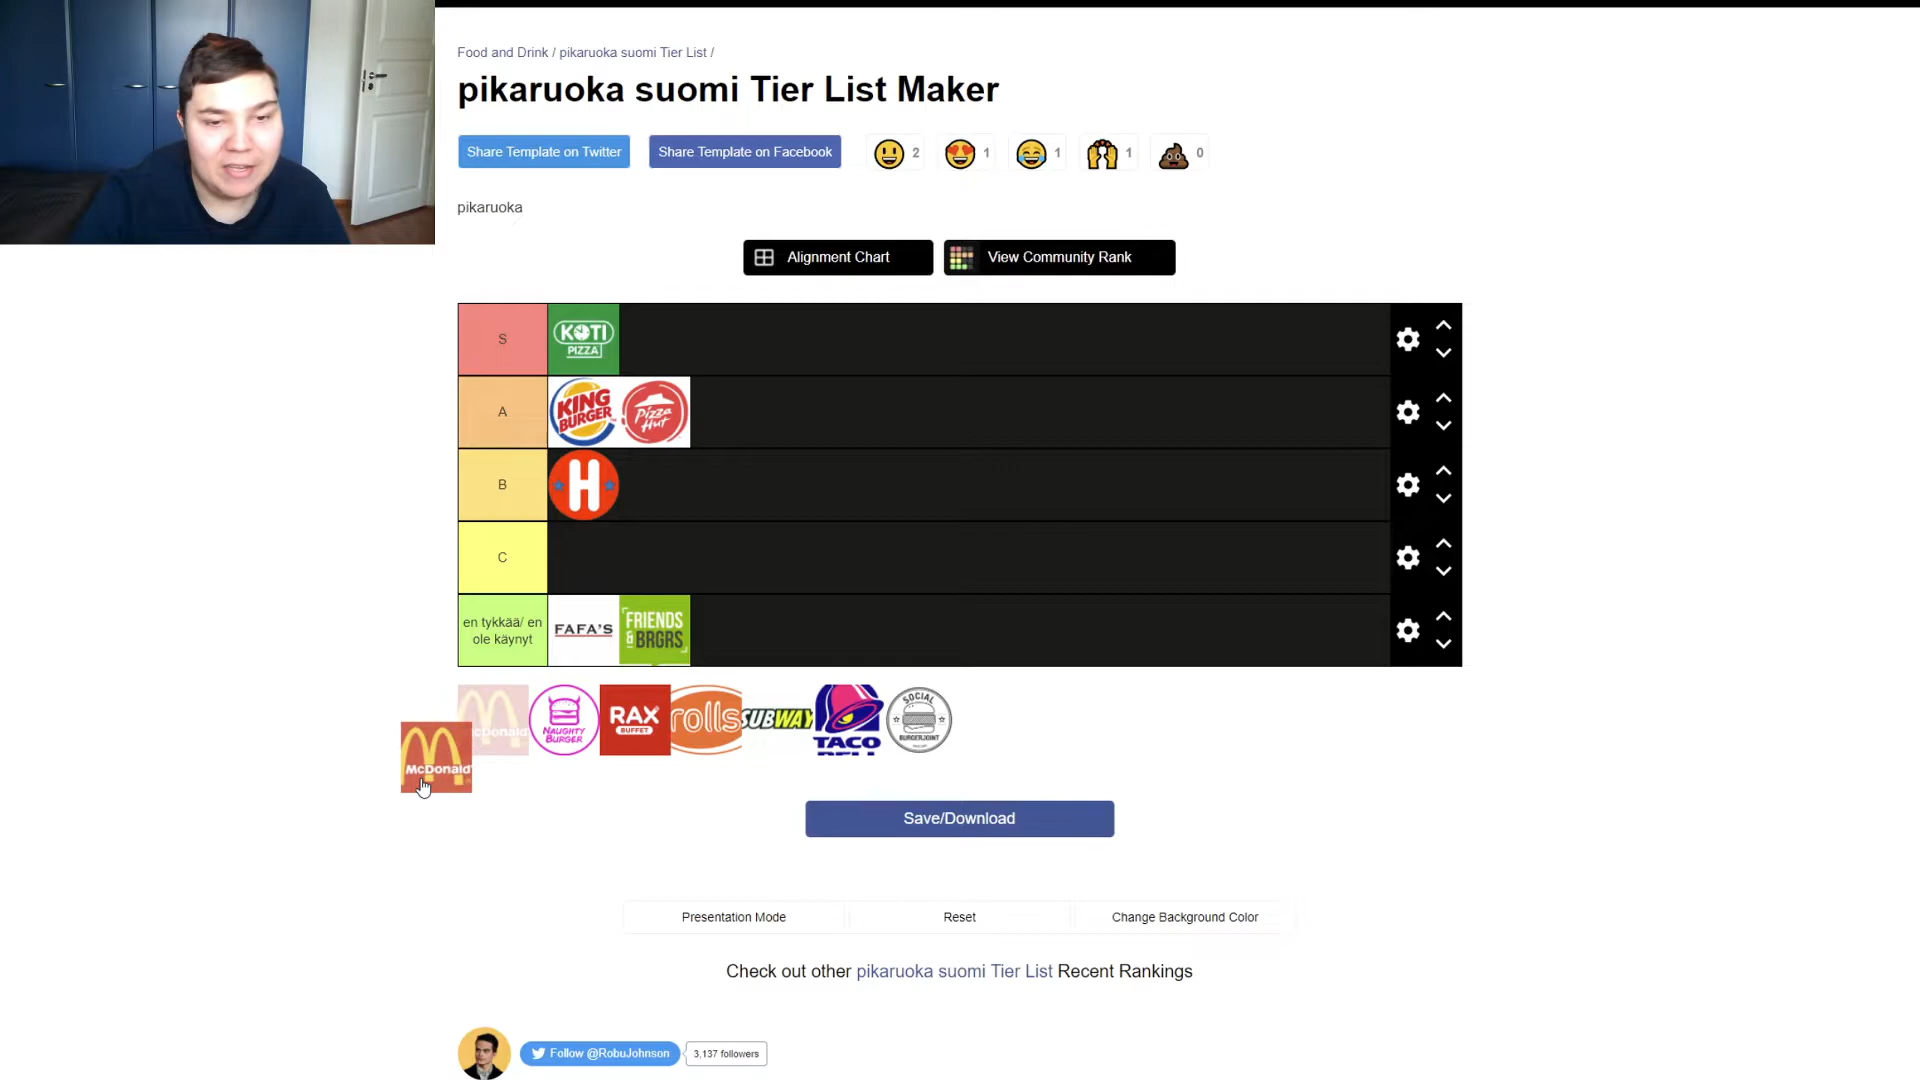 Food and Drink / pikaruoka suomi Tier List /
pikaruoka suomi Tier List Maker
Share Template on Twitter
Share Template on Facebook
2
1
1
1
0
pikaruoka
Alignment Chart
View Community Rank
S
KOTI
PIZZA
A
BURGER
KING
Pizza
Hut
B
H
C
en tykkää/ en
ole käynyt
FAFA'S
FRIENDS
& BRGRS
McDonald
McDonald
NAUGHTY
BURGER
RAX
BUFFET
rolls
SUBWAY
TACO
BELL
SOCIAL
BURGERJOINT
Save/Download
Presentation Mode
Reset
Change Background Color
Check out other pikaruoka suomi Tier List Recent Rankings
Follow @RobuJohnson
3,137 followers